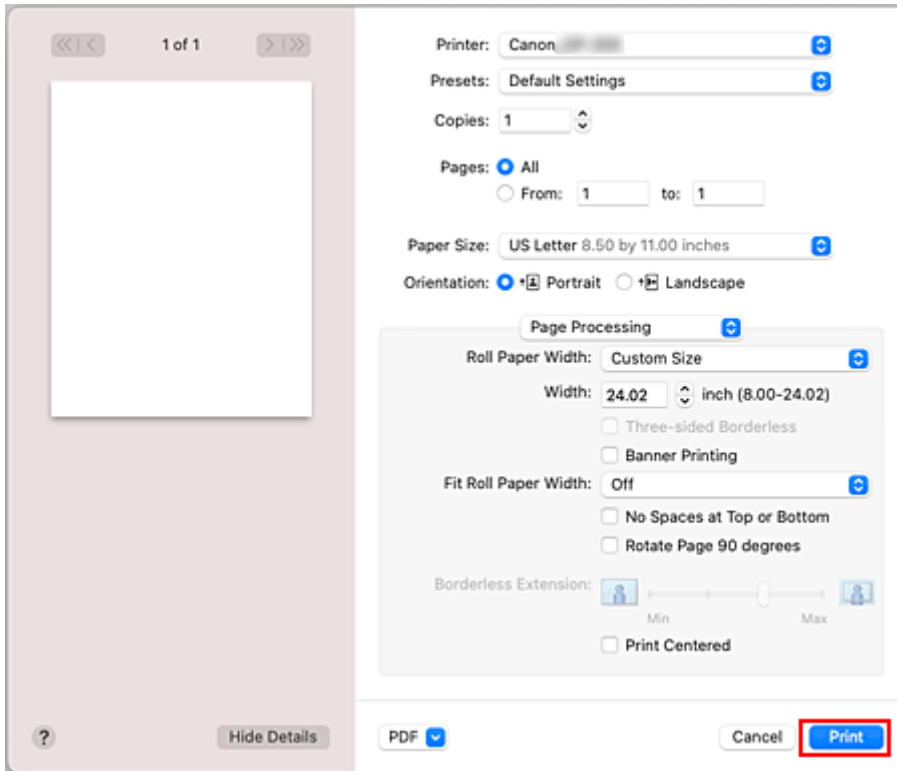 1 of 1
Printer: Canon
Presets: Default Settings
Copies: 1
Pages: All
From: 1 to: 1
Paper Size: US Letter 8.50 by 11.00 inches
Orientation: Portrait Landscape
Page Processing
Roll Paper Width: Custom Size
Width: 24.02 inch (8.00-24.02)
Three-sided Borderless
Banner Printing
Fit Roll Paper Width: Off
No Spaces at Top or Bottom
Rotate Page 90 degrees
Borderless Extension:
Min Max
Print Centered
? Hide Details PDF Cancel Print